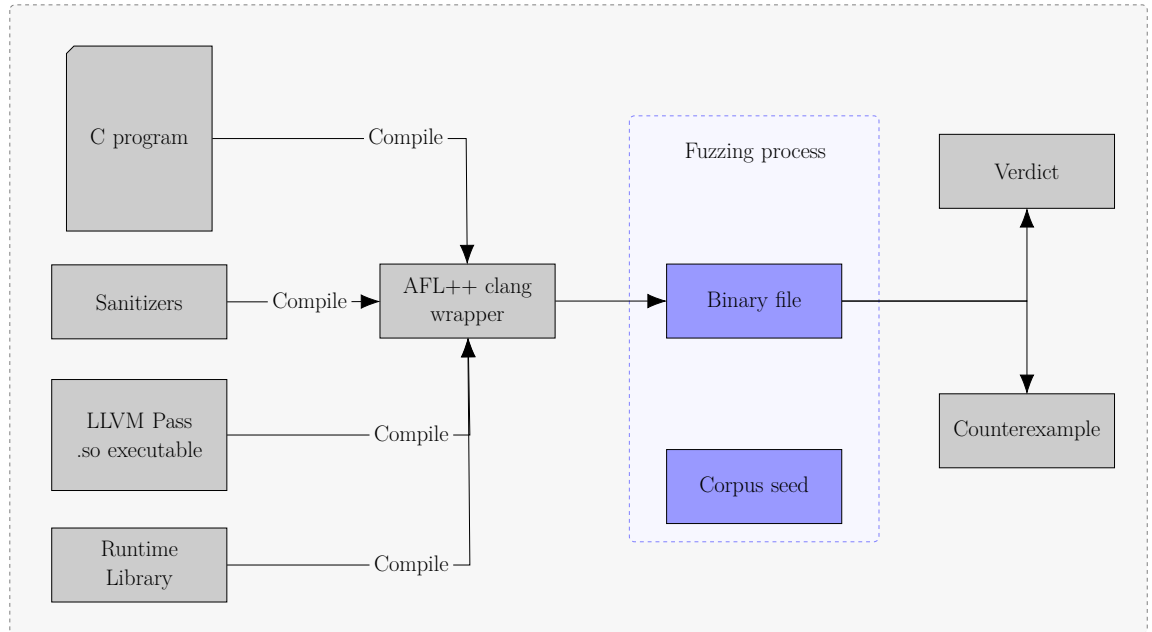 C program
Compile
Fuzzing process
Verdict
Sanitizers
Compile
AFL++ clang
wrapper
Binary file
LLVM Pass
.so executable
Compile
Counterexample
Corpus seed
Runtime
Library
Compile